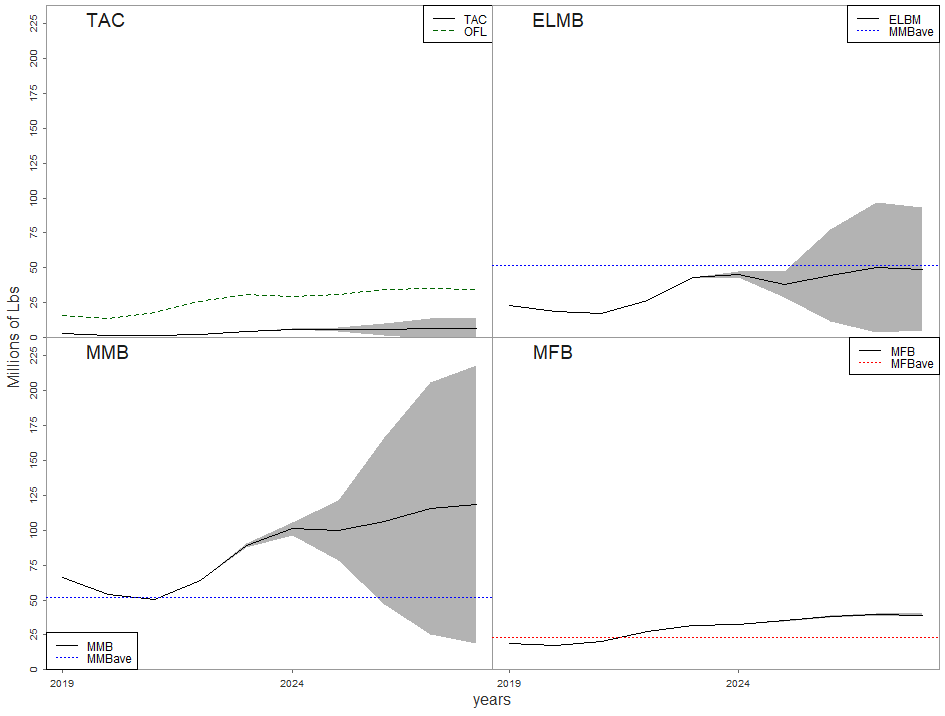 TAC
TAC
OFL
225
200
175
150
125
100
75
50
25
0
ELMB
ELBM
MMBave
Millions of Lbs
MMB
225
200
175
150
125
100
75
50
25
0
MMB
MMBave
2019
2024
MFB
MFB
MFBave
2019
2024
years